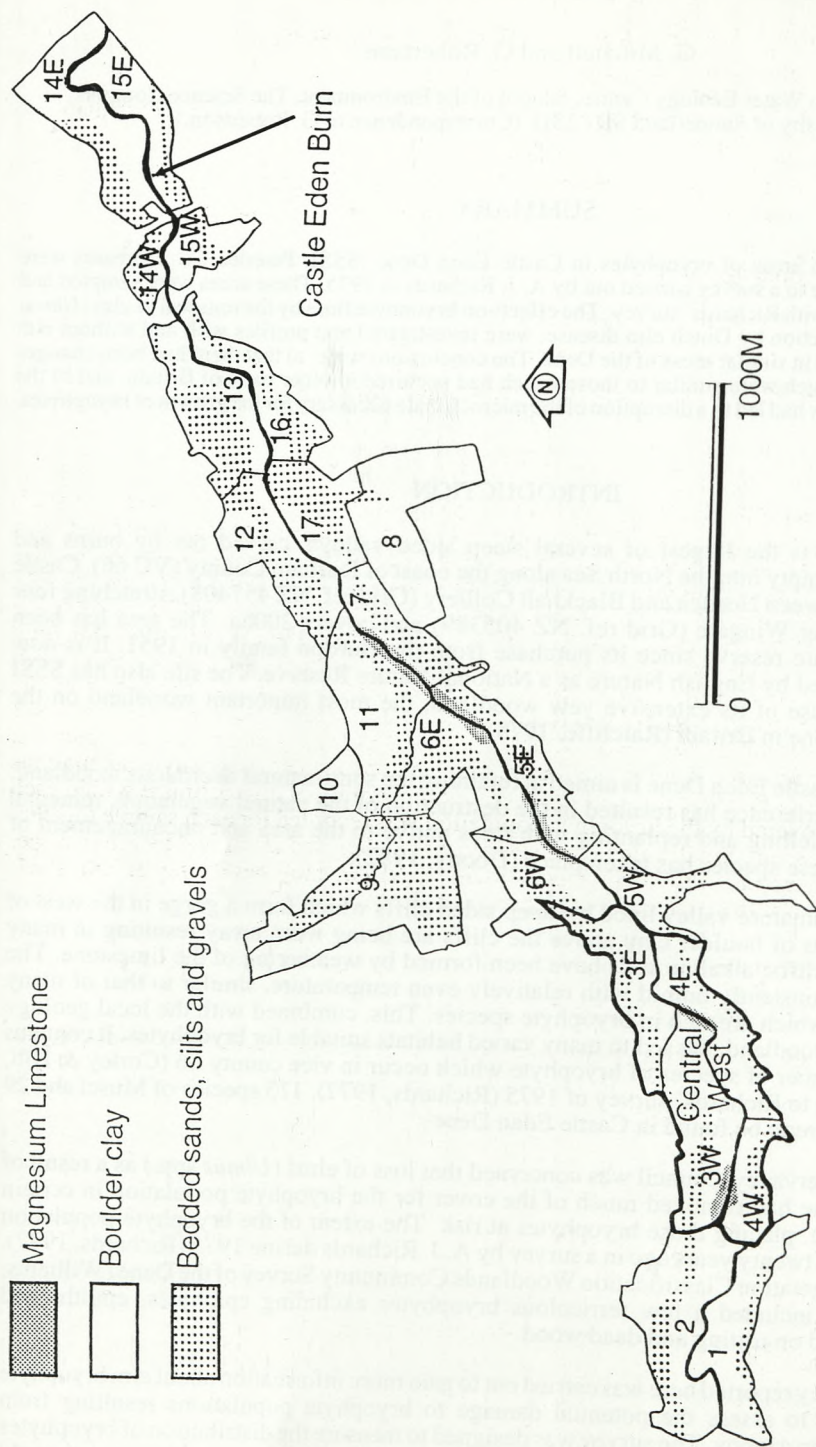 Magnesium Limestone
Boulder clay
Bedded sands, silts and gravels
14E
15E
14W
15W
Castle Eden Burn
13
16
12
17
8
7
11
10
6E
9
5E
6W
5W
3E
4E
Central
West
3W
4W
2
1
N
0
1000M